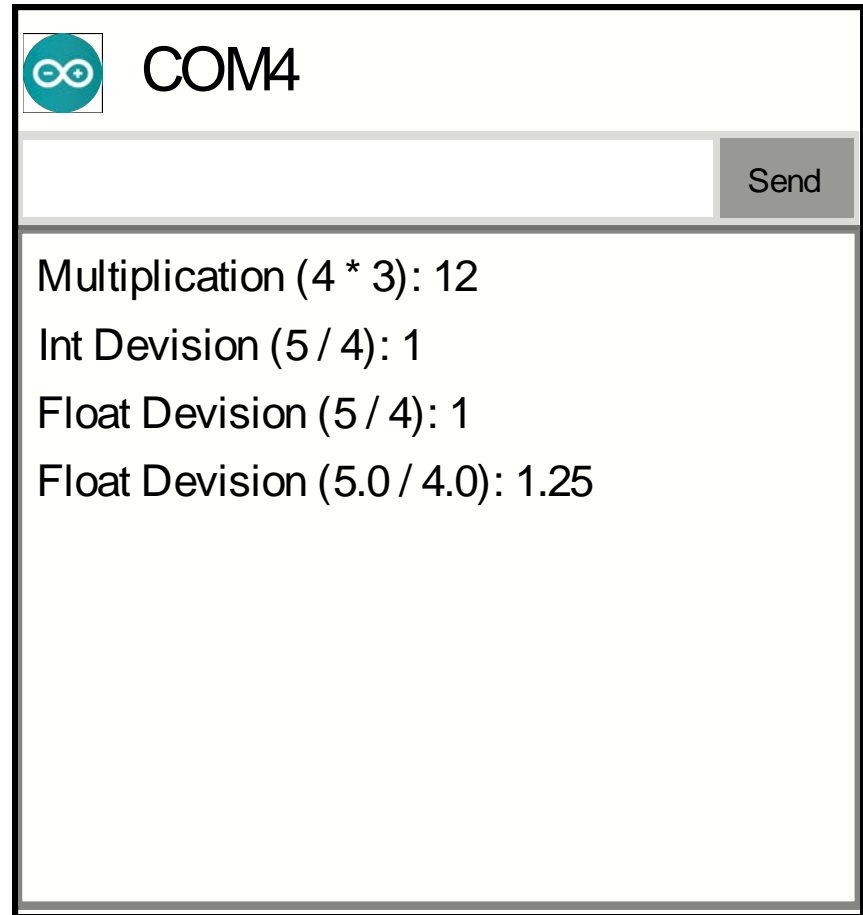 COM4
Send
Multiplication (4 * 3): 12
Int Devision (5 / 4): 1
Float Devision (5 / 4): 1
Float Devision (5.0 / 4.0): 1.25